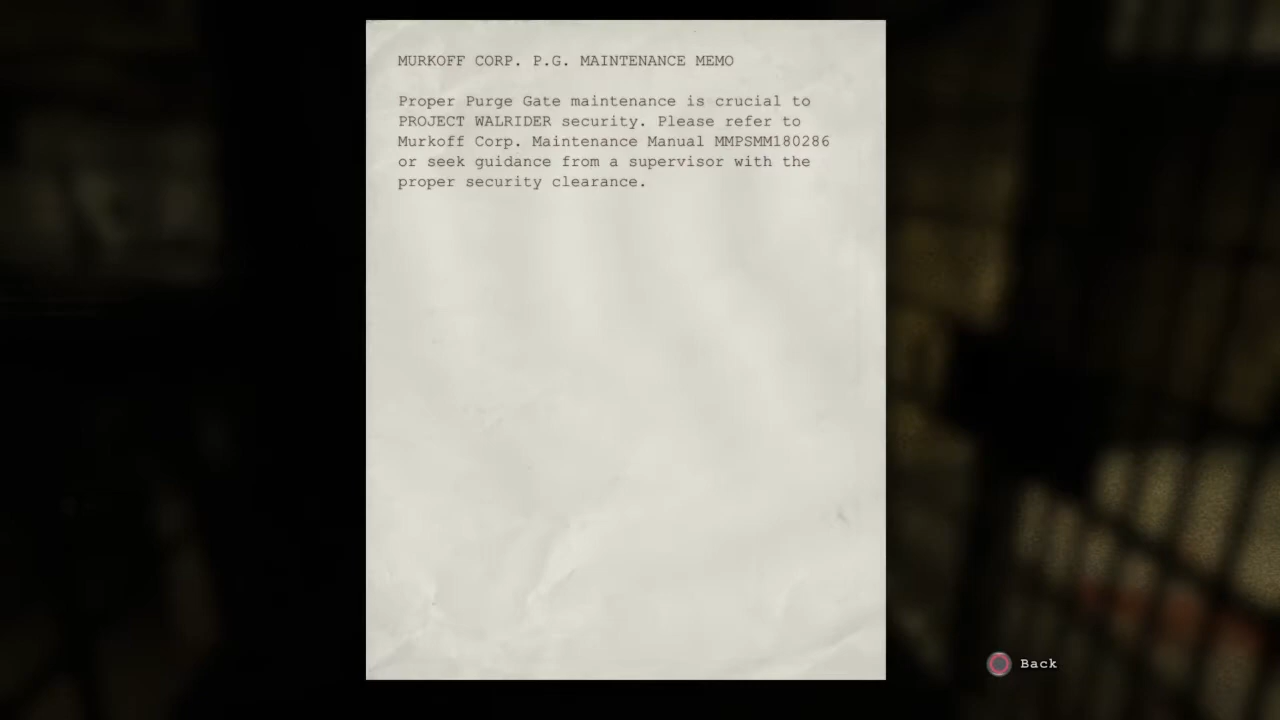 MURKOFF CORP. P.G. MAINTENANCE MEMO
Proper Purge Gate maintenance is crucial to
PROJECT WALRIDER security. Please refer to
Murkoff Corp. Maintenance Manual MMPSMM180286
or seek guidance from a supervisor with the
proper security clearance.
Back